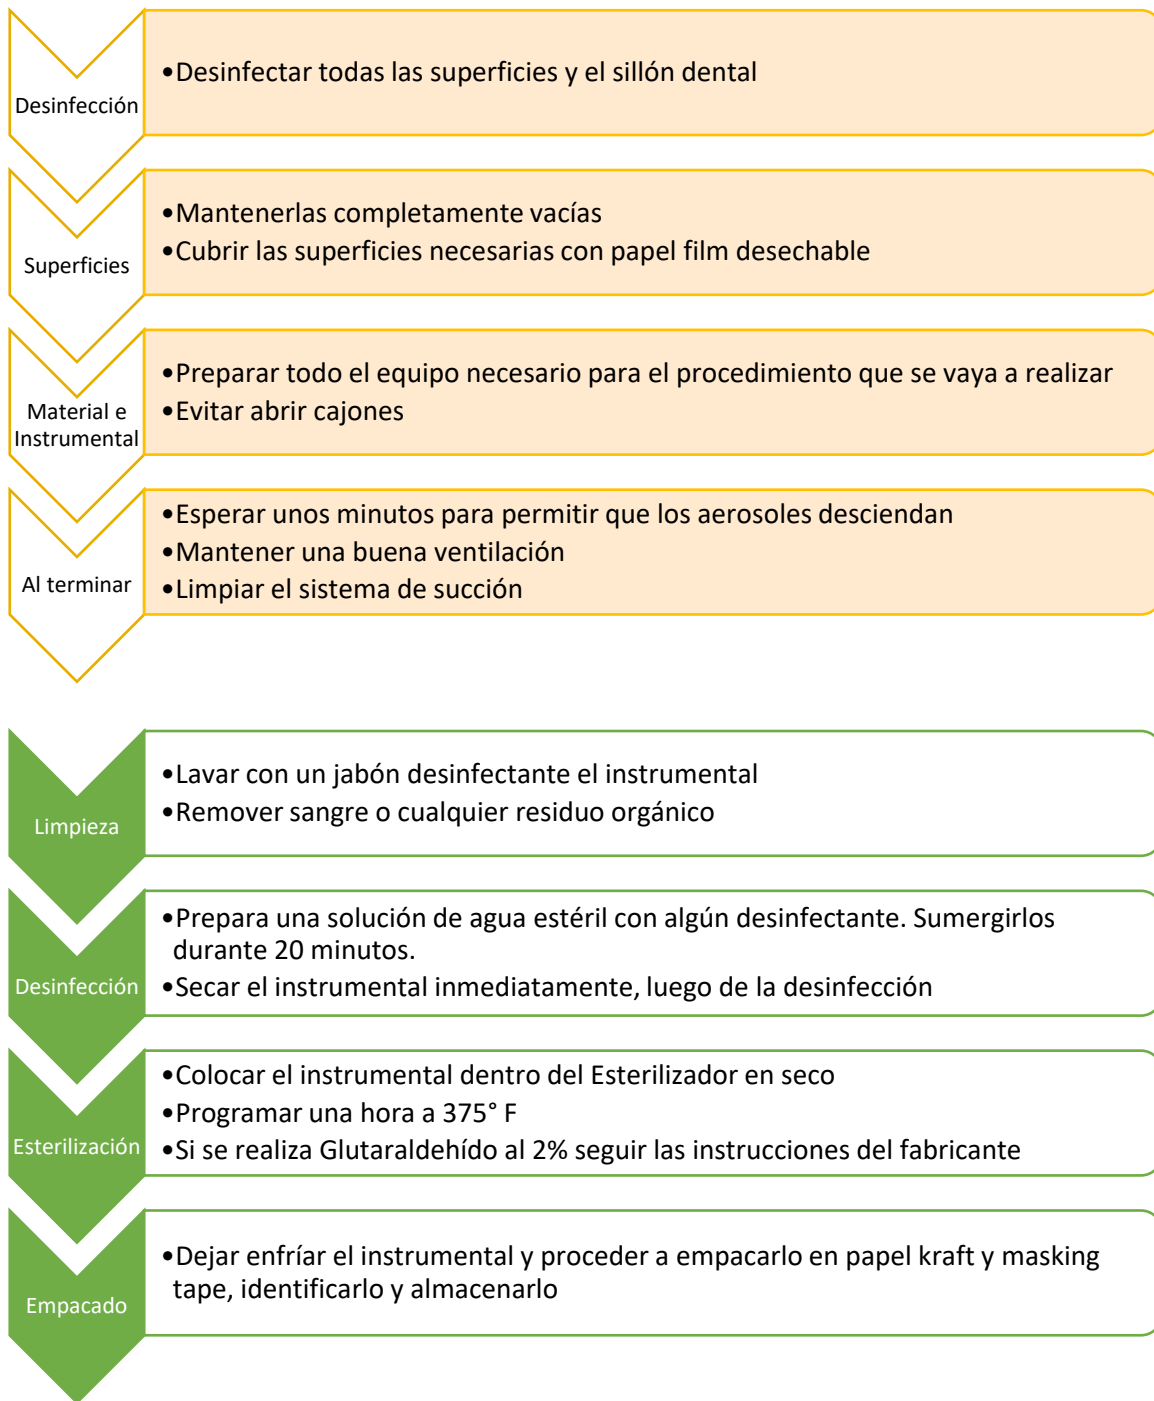 Desinfección
•Desinfectar todas las superficies y el sillón dental
Superficies
•Mantenerlas completamente vacías
•Cubrir las superficies necesarias con papel film desechable
Material e
Instrumental
•Preparar todo el equipo necesario para el procedimiento que se vaya a realizar
•Evitar abrir cajones
Al terminar
•Esperar unos minutos para permitir que los aerosoles desciendan
•Mantener una buena ventilación
•Limpiar el sistema de succión
Limpieza
•Lavar con un jabón desinfectante el instrumental
•Remover sangre o cualquier residuo orgánico
Desinfección
•Prepara una solución de agua estéril con algún desinfectante. Sumergirlos
durante 20 minutos.
•Secar el instrumental inmediatamente, luego de la desinfección
Esterilización
•Colocar el instrumental dentro del Esterilizador en seco
•Programar una hora a 375° F
•Si se realiza Glutaraldehído al 2% seguir las instrucciones del fabricante
Empacado
•Dejar enfríar el instrumental y proceder a empacarlo en papel kraft y masking
tape, identificarlo y almacenarlo